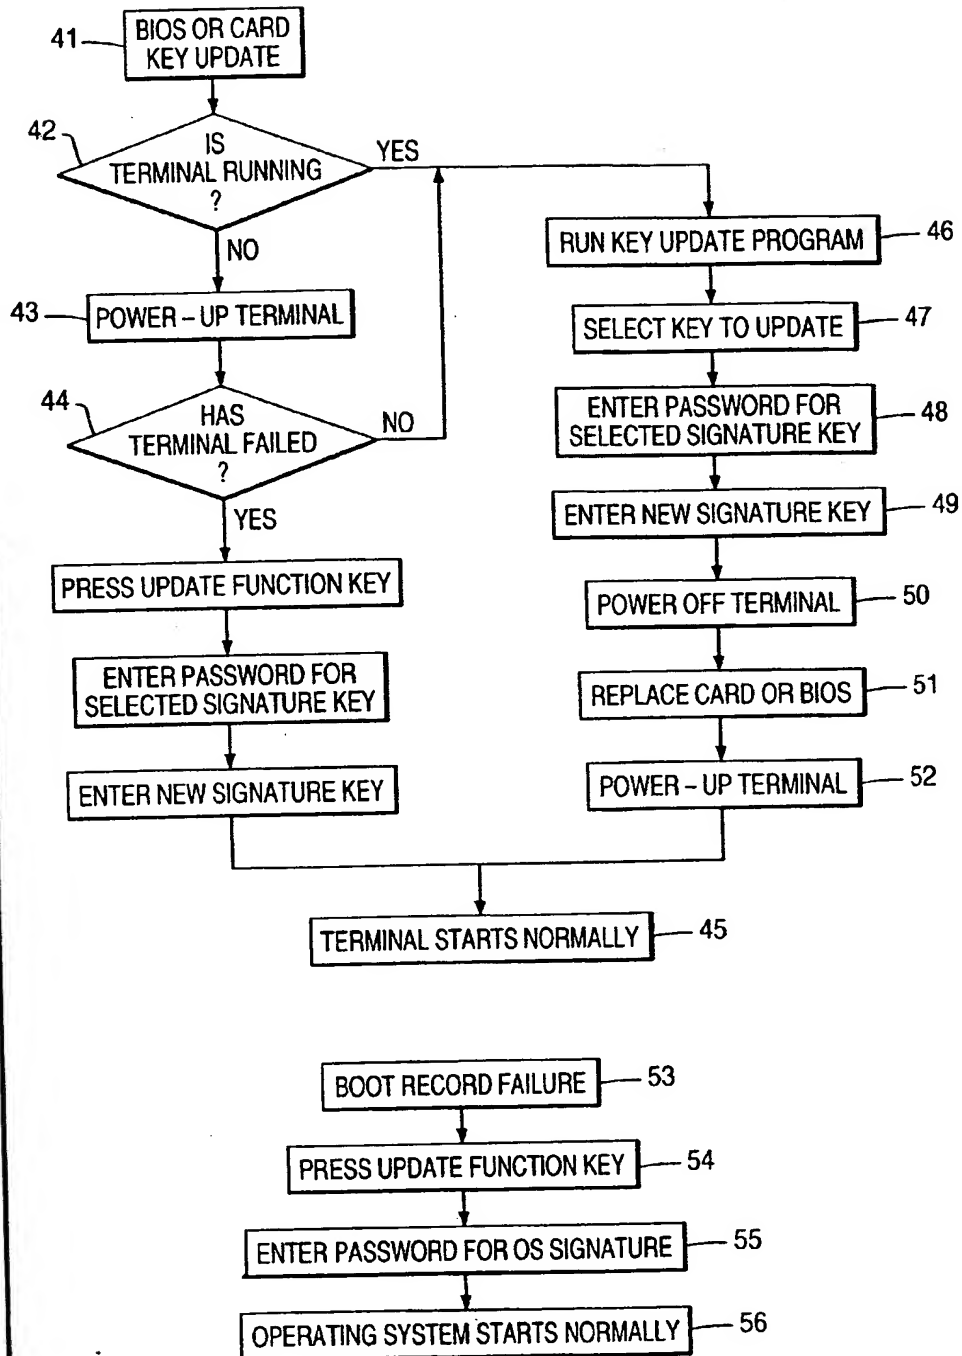 41
BIOS OR CARD
KEY UPDATE
42
IS
TERMINAL RUNNING
?
YES
NO
43
POWER – UP TERMINAL
44
HAS
TERMINAL FAILED
?
NO
YES
PRESS UPDATE FUNCTION KEY
ENTER PASSWORD FOR
SELECTED SIGNATURE KEY
ENTER NEW SIGNATURE KEY
RUN KEY UPDATE PROGRAM
46
SELECT KEY TO UPDATE
47
ENTER PASSWORD FOR
SELECTED SIGNATURE KEY
48
ENTER NEW SIGNATURE KEY
49
POWER OFF TERMINAL
50
REPLACE CARD OR BIOS
51
POWER – UP TERMINAL
52
TERMINAL STARTS NORMALLY
45
BOOT RECORD FAILURE
53
PRESS UPDATE FUNCTION KEY
54
ENTER PASSWORD FOR OS SIGNATURE
55
OPERATING SYSTEM STARTS NORMALLY
56